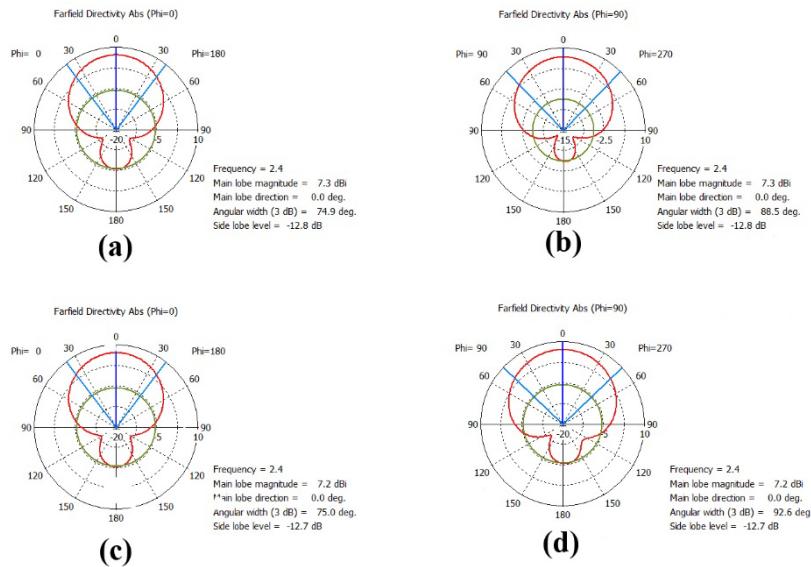 Farfield Directivity Abs (Phi=0)
0
Phi= 0 30 30 Phi=180
60 60
90 -20 -5 90 10
120 120
150 150
180
Frequency = 2.4
Main lobe magnitude = 7.3 dBi
Main lobe direction = 0.0 deg.
Angular width (3 dB) = 74.9 deg.
Side lobe level = -12.8 dB
(a)
Farfield Directivity Abs (Phi=90)
0
Phi= 90 30 30 Phi=270
60 60
90 -15 -2.5 90 10
120 120
150 150
180
Frequency = 2.4
Main lobe magnitude = 7.3 dBi
Main lobe direction = 0.0 deg.
Angular width (3 dB) = 88.5 deg.
Side lobe level = -12.8 dB
(b)
Farfield Directivity Abs (Phi=0)
0
Phi= 0 30 30 Phi=180
60 60
90 -20 -5 90 10
120 120
150 150
180
Frequency = 2.4
Main lobe magnitude = 7.2 dBi
Main lobe direction = 0.0 deg.
Angular width (3 dB) = 75.0 deg.
Side lobe level = -12.7 dB
(c)
Farfield Directivity Abs (Phi=90)
0
Phi= 90 30 30 Phi=270
60 60
90 -20 -5 90 10
120 120
150 150
180
Frequency = 2.4
Main lobe magnitude = 7.2 dBi
Main lobe direction = 0.0 deg.
Angular width (3 dB) = 92.6 deg.
Side lobe level = -12.7 dB
(d)